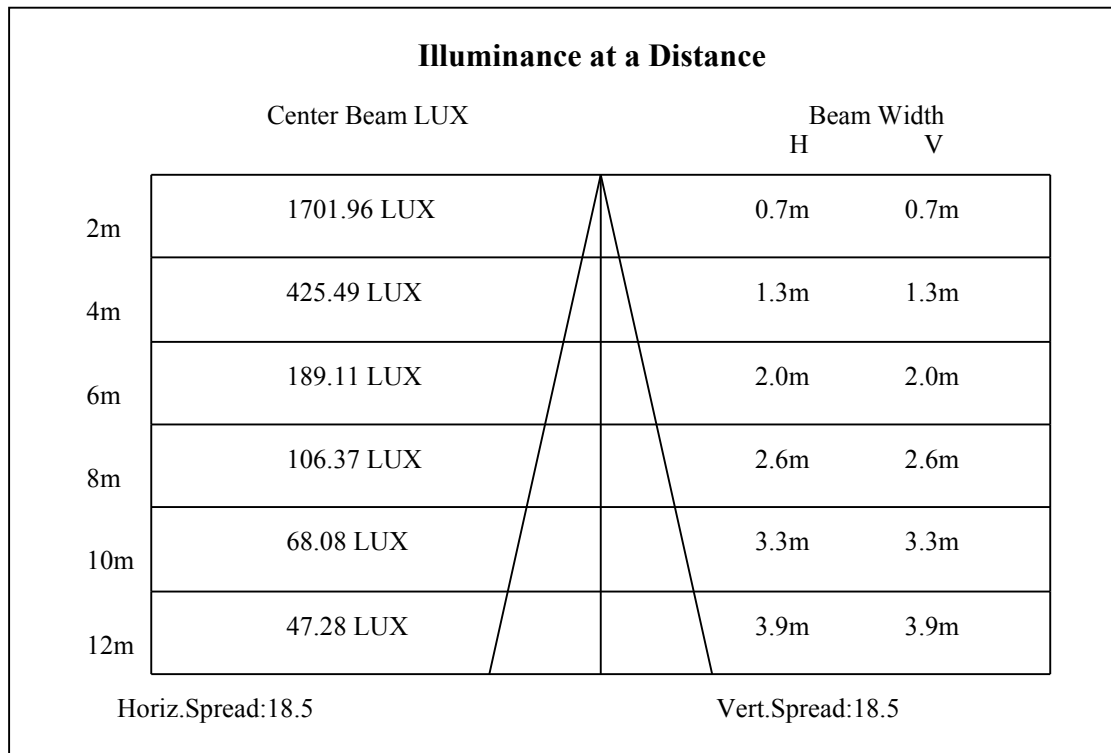 Illuminance at a Distance
Center Beam LUX Beam Width
H V
2m 1701.96 LUX 0.7m 0.7m
4m 425.49 LUX 1.3m 1.3m
6m 189.11 LUX 2.0m 2.0m
8m 106.37 LUX 2.6m 2.6m
10m 68.08 LUX 3.3m 3.3m
12m 47.28 LUX 3.9m 3.9m
Horiz.Spread:18.5 Vert.Spread:18.5